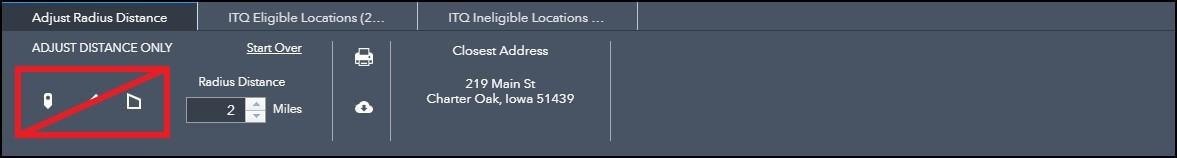 Adjust Radius Distance
ITQ Eligible Locations (2...
ITQ Ineligible Locations ...
ADJUST DISTANCE ONLY
Start Over
Radius Distance
2
Miles
Closest Address
219 Main St
Charter Oak, Iowa 51439